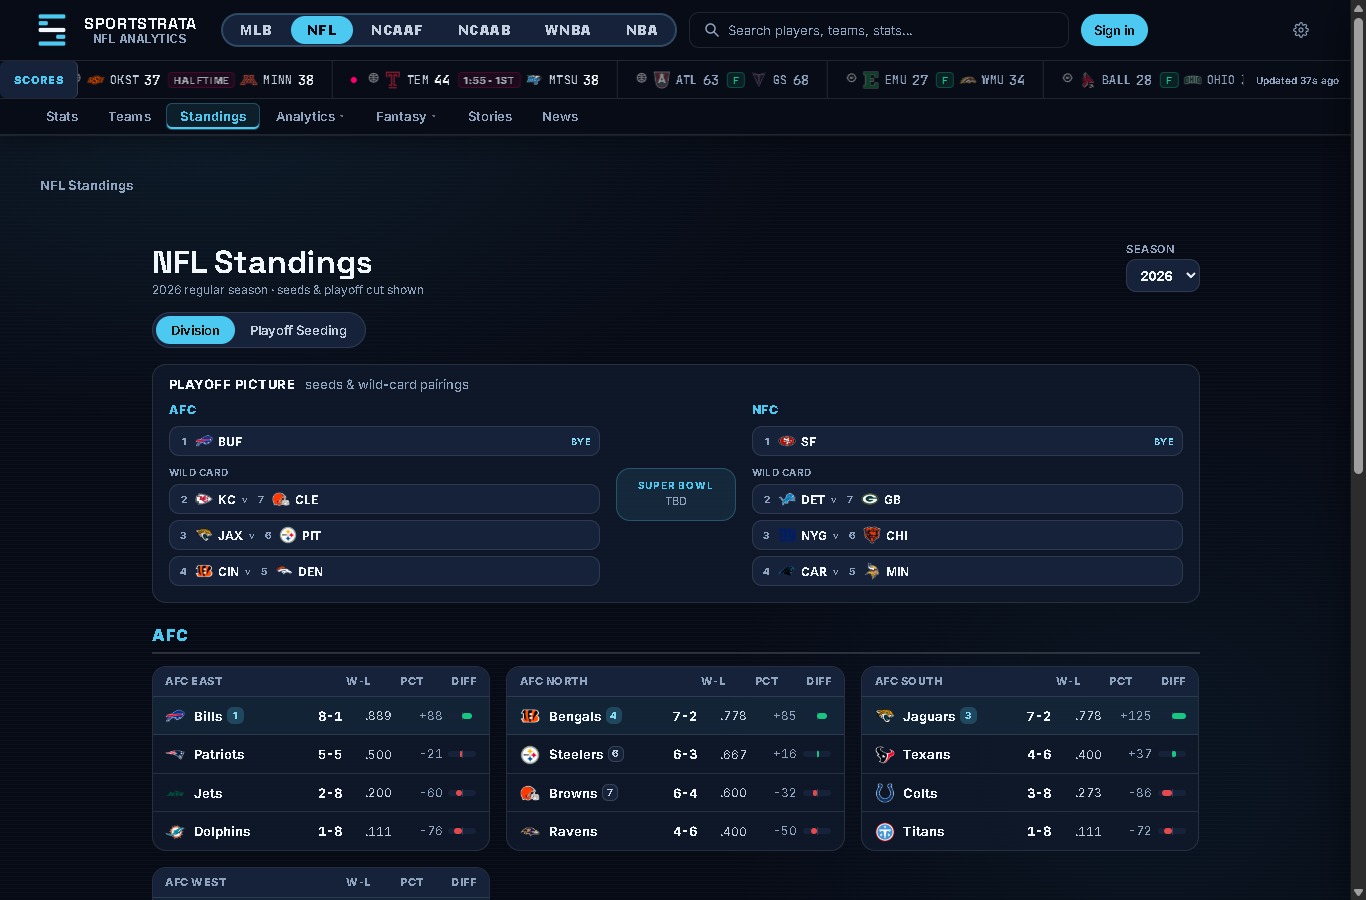 SPORTSTRATA
NFL ANALYTICS
MLB NFL NCAAF NCAAB WNBA NBA
Search players, teams, stats...
Sign in
SCORES
OKST 37 HALFTIME MINN 38
TEM 44 1:55 - 1ST MTSU 38
ATL 63 F GS 68
EMU 27 F WMU 34
BALL 28 F OHIO
Updated 37s ago
Stats Teams Standings Analytics Fantasy Stories News
NFL Standings
NFL Standings
2026 regular season · seeds & playoff cut shown
SEASON
2026
Division Playoff Seeding
PLAYOFF PICTURE seeds & wild-card pairings
AFC
1 BUF BYE
WILD CARD
2 KC v 7 CLE
3 JAX v 6 PIT
4 CIN v 5 DEN
SUPER BOWL
TBD
NFC
1 SF BYE
WILD CARD
2 DET v 7 GB
3 NYG v 6 CHI
4 CAR v 5 MIN
AFC
AFC EAST W-L PCT DIFF
Bills 1 8-1 .889 +88
Patriots 5-5 .500 -21
Jets 2-8 .200 -60
Dolphins 1-8 .111 -76
AFC NORTH W-L PCT DIFF
Bengals 4 7-2 .778 +85
Steelers 6 6-3 .667 +16
Browns 7 6-4 .600 -32
Ravens 4-6 .400 -50
AFC SOUTH W-L PCT DIFF
Jaguars 3 7-2 .778 +125
Texans 4-6 .400 +37
Colts 3-8 .273 -86
Titans 1-8 .111 -72
AFC WEST W-L PCT DIFF